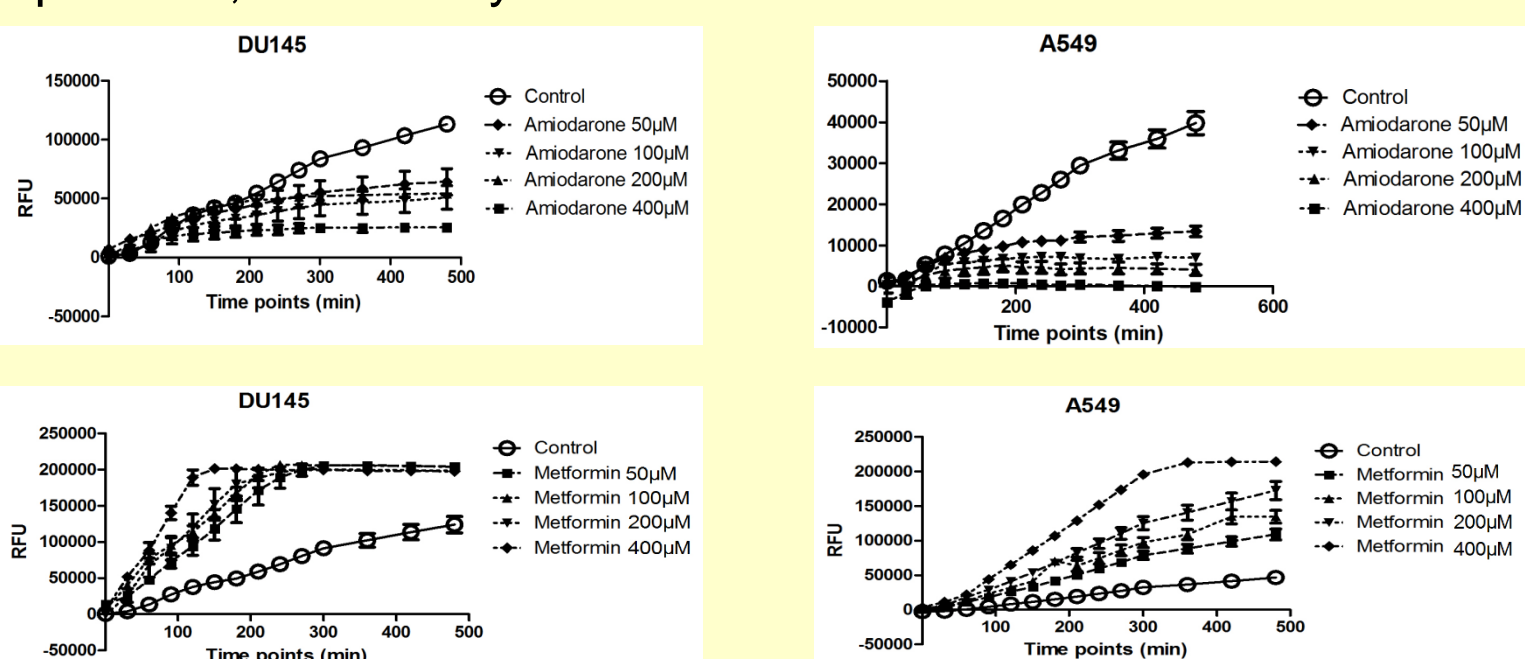 DU145
150000
100000
50000
0
-50000
RFU
100 200 300 400 500
Time points (min)
Control
Amiodarone 50µM
Amiodarone 100µM
Amiodarone 200µM
Amiodarone 400µM
A549
50000
40000
30000
20000
10000
0
-10000
200 400 600
Time points (min)
Control
Amiodarone 50µM
Amiodarone 100µM
Amiodarone 200µM
Amiodarone 400µM
DU145
250000
200000
150000
100000
50000
0
-50000
RFU
100 200 300 400 500
Time points (min)
Control
Metformin 50µM
Metformin 100µM
Metformin 200µM
Metformin 400µM
A549
250000
200000
150000
100000
50000
0
-50000
RFU
100 200 300 400 500
Time points (min)
Control
Metformin 50µM
Metformin 100µM
Metformin 200µM
Metformin 400µM